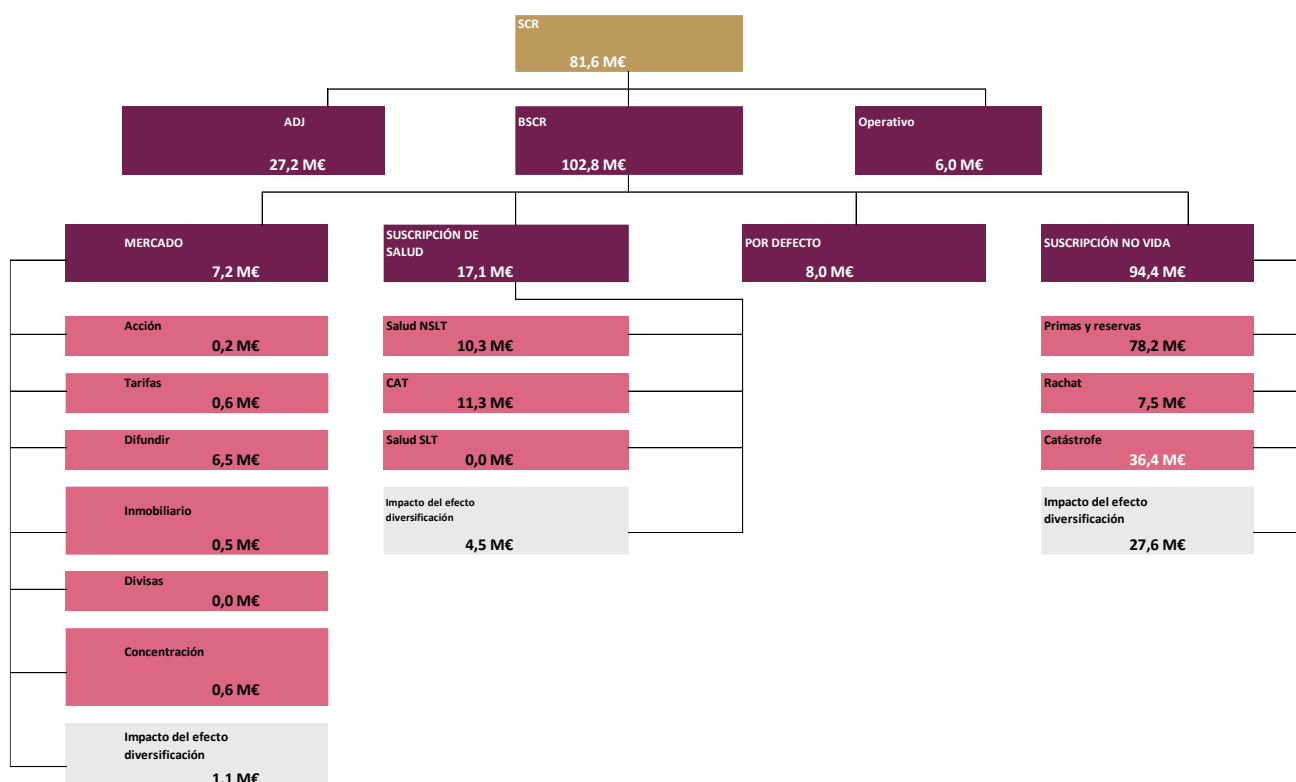 SCR
81,6 M€
ADJ
27,2 M€
BSCR
102,8 M€
Operativo
6,0 M€
MERCADO
7,2 M€
SUSCRIPCIÓN DE
SALUD
17,1 M€
POR DEFECTO
8,0 M€
SUSCRIPCIÓN NO VIDA
94,4 M€
Acción
0,2 M€
Tarifas
0,6 M€
Difundir
6,5 M€
Inmobiliario
0,5 M€
Divisas
0,0 M€
Concentración
0,6 M€
Impacto del efecto
diversificación
1,1 M€
Salud NSLT
10,3 M€
CAT
11,3 M€
Salud SLT
0,0 M€
Impacto del efecto
diversificación
4,5 M€
Primas y reservas
78,2 M€
Rachat
7,5 M€
Catástrofe
36,4 M€
Impacto del efecto
diversificación
27,6 M€